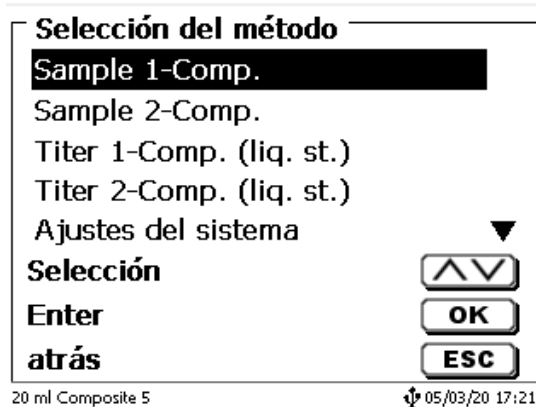 Selección del método
Sample 1-Comp.
Sample 2-Comp.
Titer 1-Comp. (liq. st.)
Titer 2-Comp. (liq. st.)
Ajustes del sistema
Selección
Enter OK
atrás ESC
20 ml Composite 5 05/03/20 17:21